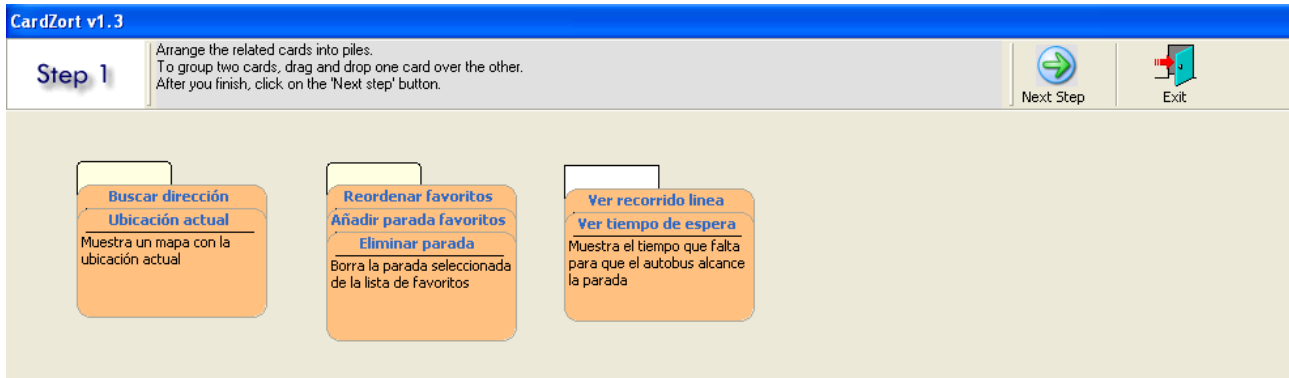 CardZort v1.3
Step 1
Arrange the related cards into piles.
To group two cards, drag and drop one card over the other.
After you finish, click on the 'Next step' button.
Next Step
Exit
Buscar dirección
Ubicación actual
Muestra un mapa con la
ubicación actual
Reordenar favoritos
Añadir parada favoritos
Eliminar parada
Borra la parada seleccionada
de la lista de favoritos
Ver recorrido linea
Ver tiempo de espera
Muestra el tiempo que falta
para que el autobus alcance
la parada